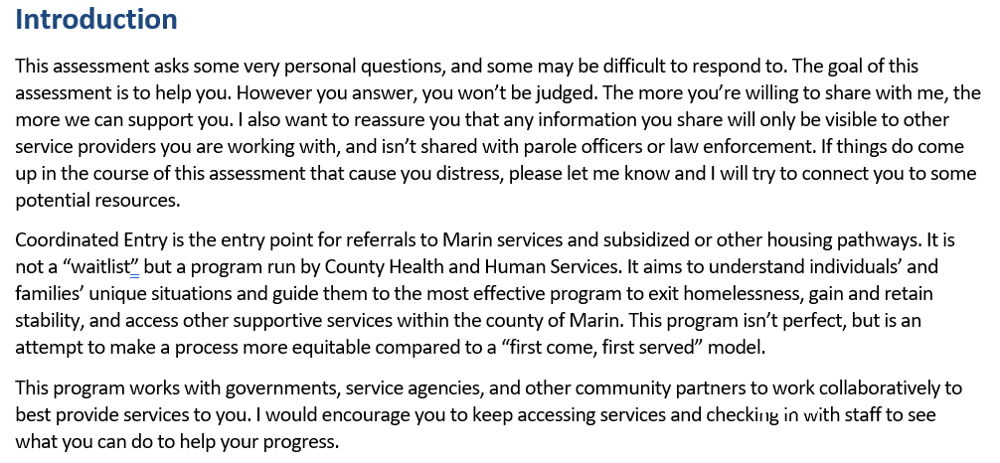 Introduction
This assessment asks some very personal questions, and some may be difficult to respond to. The goal of this
assessment is to help you. However you answer, you won’t be judged. The more you’re willing to share with me, the
more we can support you. I also want to reassure you that any information you share will only be visible to other
service providers you are working with, and isn’t shared with parole officers or law enforcement. If things do come
up in the course of this assessment that cause you distress, please let me know and I will try to connect you to some
potential resources.
Coordinated Entry is the entry point for referrals to Marin services and subsidized or other housing pathways. It is
not a “waitlist” but a program run by County Health and Human Services. It aims to understand individuals’ and
families’ unique situations and guide them to the most effective program to exit homelessness, gain and retain
stability, and access other supportive services within the county of Marin. This program isn’t perfect, but is an
attempt to make a process more equitable compared to a “first come, first served” model.
This program works with governments, service agencies, and other community partners to work collaboratively to
best provide services to you. I would encourage you to keep accessing services and checking in with staff to see
what you can do to help your progress.